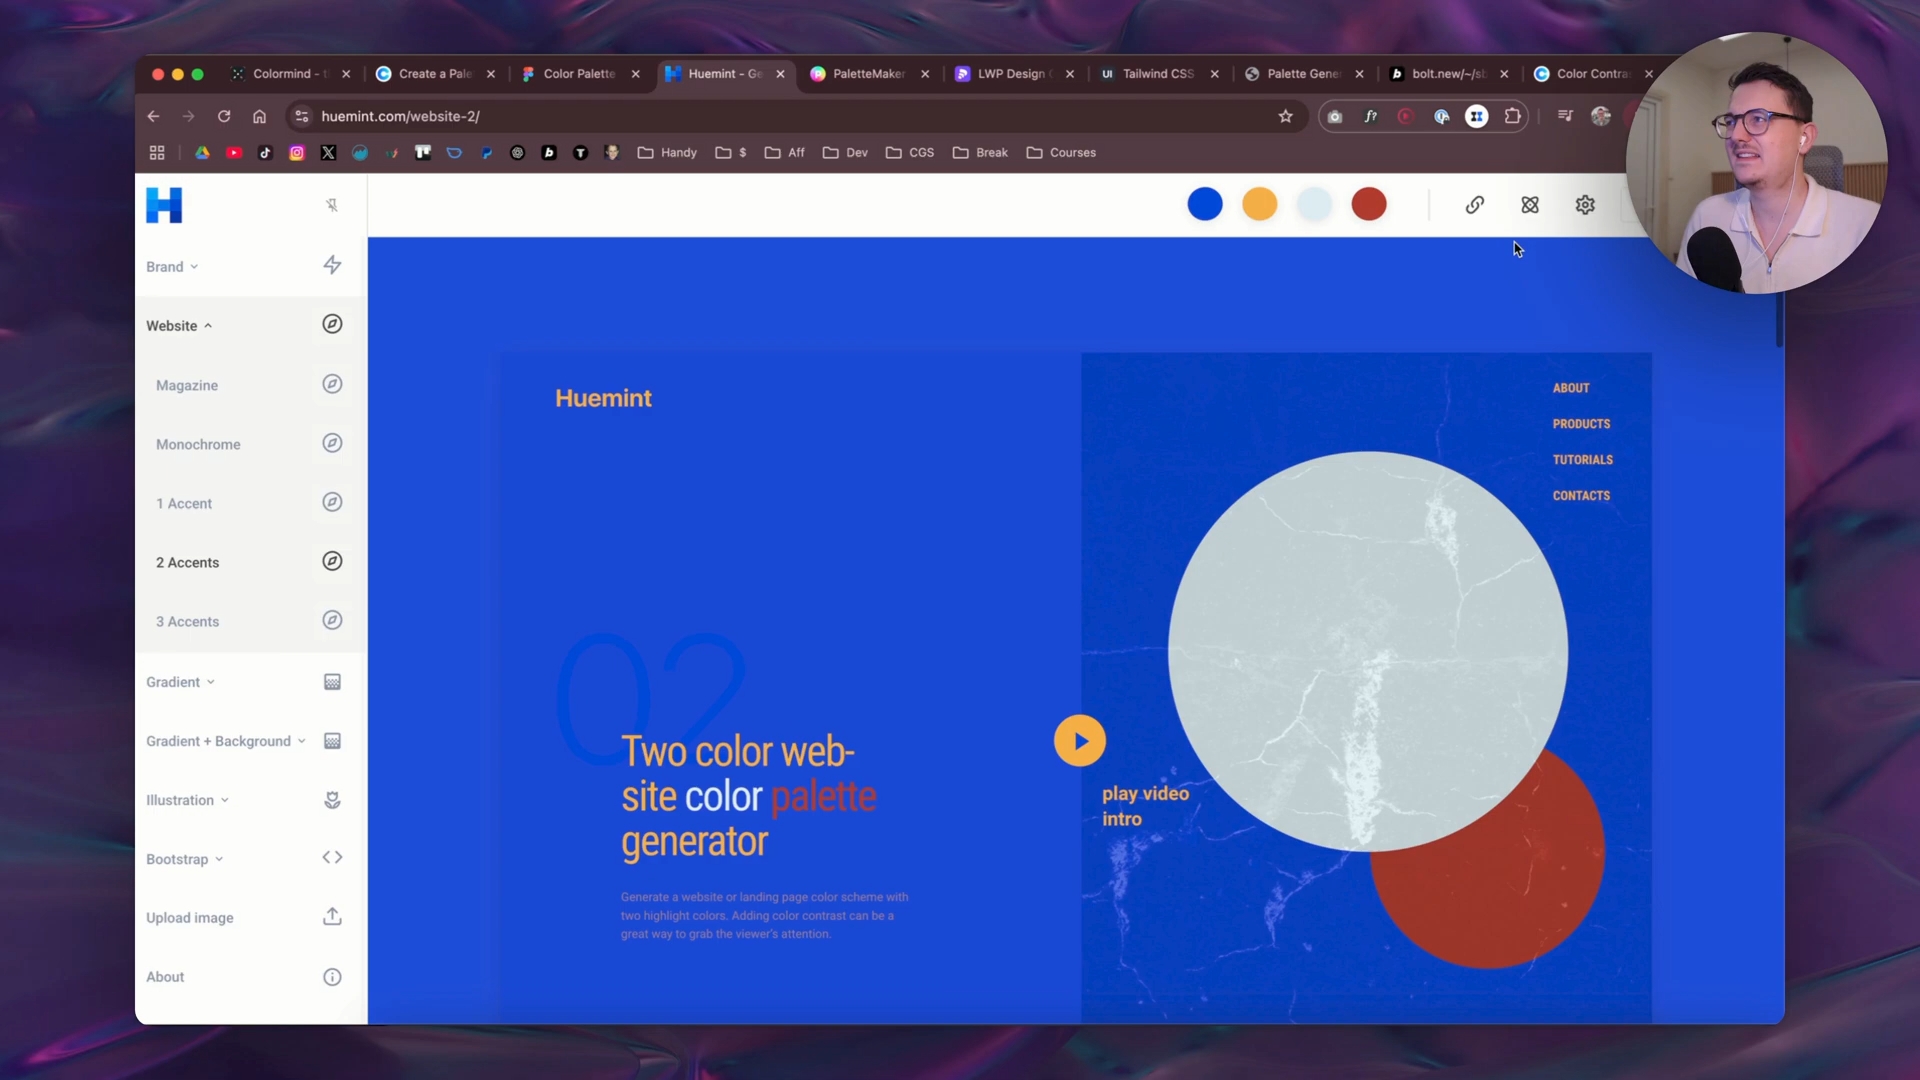 Colormind - t
Create a Pale
Color Palette
Huemint - Ge
PaletteMaker
LWP Design
Tailwind CSS
Palette Gene
bolt.new/~/sb
Color Contra
huemint.com/website-2/
Handy
$
Aff
Dev
CGS
Break
Courses
Brand
Website
Magazine
Monochrome
1 Accent
2 Accents
3 Accents
Gradient
Gradient + Background
Illustration
Bootstrap
Upload image
About
Huemint
02
Two color web-
site color palette
generator
Generate a website or landing page color scheme with
two highlight colors. Adding color contrast can be a
great way to grab the viewer's attention.
play video
intro
ABOUT
PRODUCTS
TUTORIALS
CONTACTS